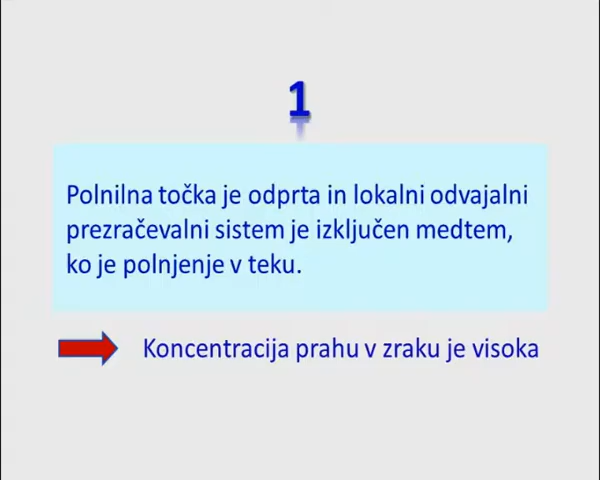 1
Polnilna točka je odprta in lokalni odvajalni
prezračevalni sistem je izključen medtem,
ko je polnjenje v teku.
Koncentracija prahu v zraku je visoka